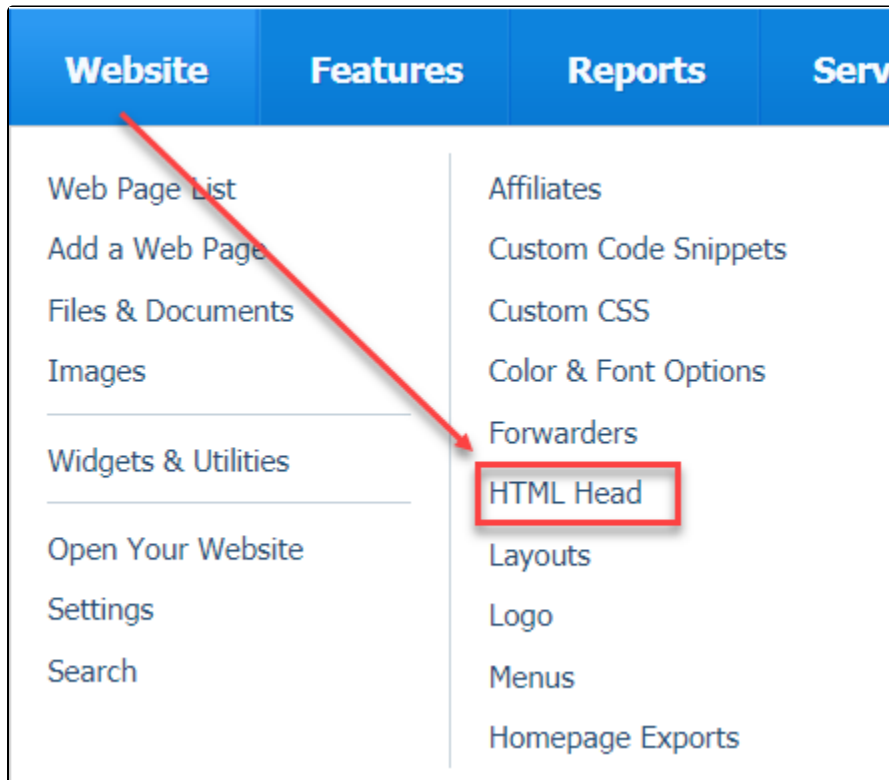 Website Features Reports
Web Page List
Add a Web Page
Files & Documents
Images
Widgets & Utilities
Open Your Website
Settings
Search
Affiliates
Custom Code Snippets
Custom CSS
Color & Font Options
Forwarders
HTML Head
Layouts
Logo
Menus
Homepage Exports